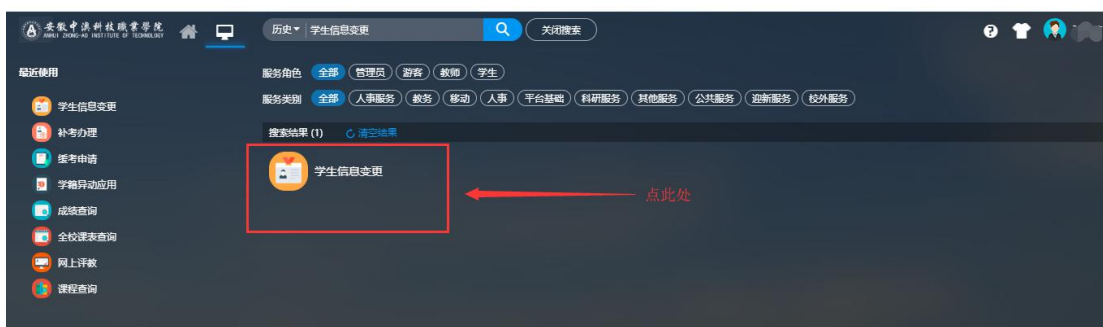 安徽中澳科技職業學院
ANHUI ZHONG-AO INSTITUTE OF TECHNOLOGY
历史 学生信息变更
关闭搜索
最近使用
学生信息变更
补考办理
缓考申请
学籍异动应用
成绩查询
全校课表查询
网上评教
课程查询
服务角色 全部 管理员 游客 教师 学生
服务类别 全部 人事服务 教务 移动 人事 平台基础 科研服务 其他服务 公共服务 迎新服务 校外服务
搜索结果 (1) 清空结果
学生信息变更
点此处